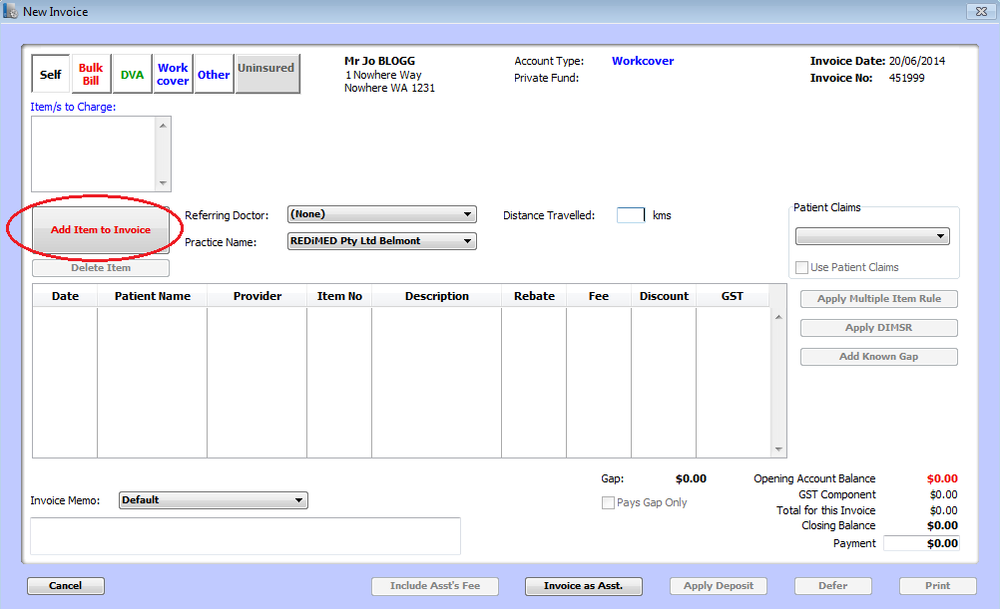 New Invoice
Self
Bulk
Bill
DVA
Work
cover
Other
Uninsured
Mr Jo BLOGG
1 Nowhere Way
Nowhere WA 1231
Account Type: Workcover
Private Fund:
Invoice Date: 20/06/2014
Invoice No: 451999
Item/s to Charge:
Add Item to Invoice
Delete Item
Referring Doctor: (None)
Practice Name: REDiMED Pty Ltd Belmont
Distance Travelled: kms
Patient Claims
Use Patient Claims
Date Patient Name Provider Item No Description Rebate Fee Discount GST
Apply Multiple Item Rule
Apply DIMSR
Add Known Gap
Invoice Memo: Default
Gap: $0.00
Pays Gap Only
Opening Account Balance $0.00
GST Component $0.00
Total for this Invoice $0.00
Closing Balance $0.00
Payment $0.00
Cancel Include Asst's Fee Invoice as Asst. Apply Deposit Defer Print